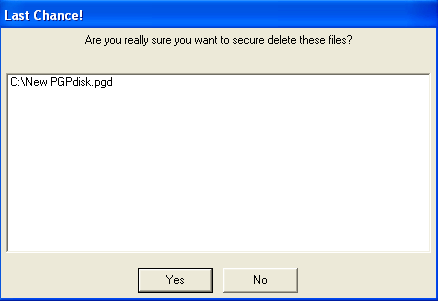 Last Chance!
Are you really sure you want to secure delete these files?
C:\New PGPdisk.pgd
Yes No